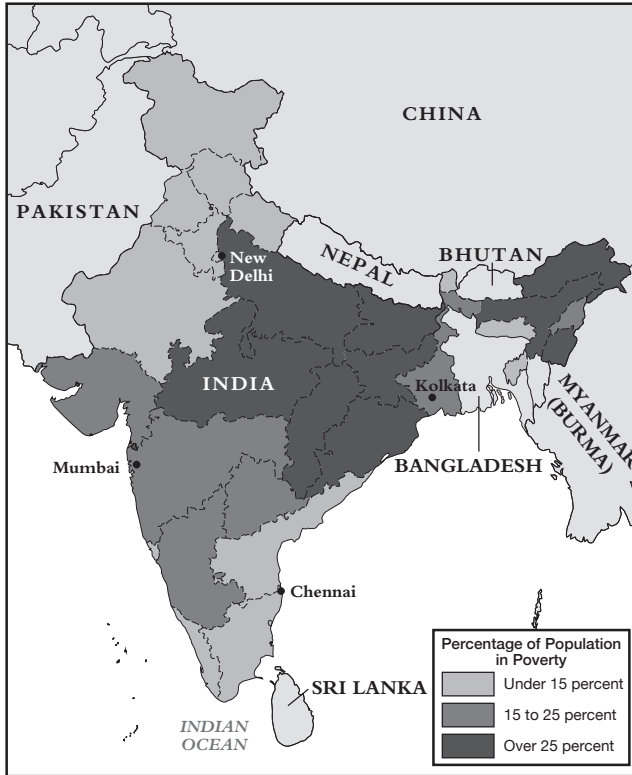 CHINA
PAKISTAN
New
Delhi
NEPAL
BHUTAN
INDIA
Kolkata
MYANMAR
(BURMA)
Mumbai
BANGLADESH
Chennai
SRI LANKA
INDIAN
OCEAN
Percentage of Population
in Poverty
Under 15 percent
15 to 25 percent
Over 25 percent